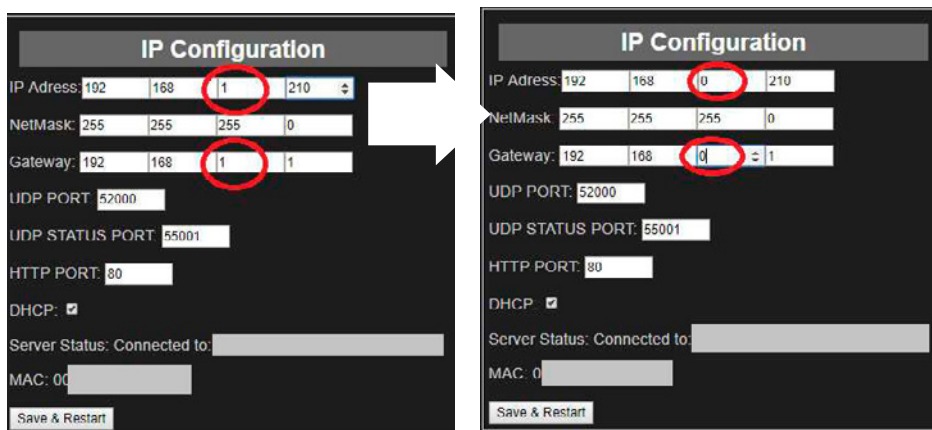 IP Configuration
IP Adress: 192 168 1 210
NetMask: 255 255 255 0
Gateway: 192 168 1 1
UDP PORT: 52000
UDP STATUS PORT: 55001
HTTP PORT: 80
DHCP:
Server Status: Connected to:
MAC: 00
Save & Restart
IP Configuration
IP Adress: 192 168 0 210
NetMask: 255 255 255 0
Gateway: 192 168 0 1
UDP PORT: 52000
UDP STATUS PORT: 55001
HTTP PORT: 80
DHCP:
Server Status: Connected to:
MAC: 0
Save & Restart